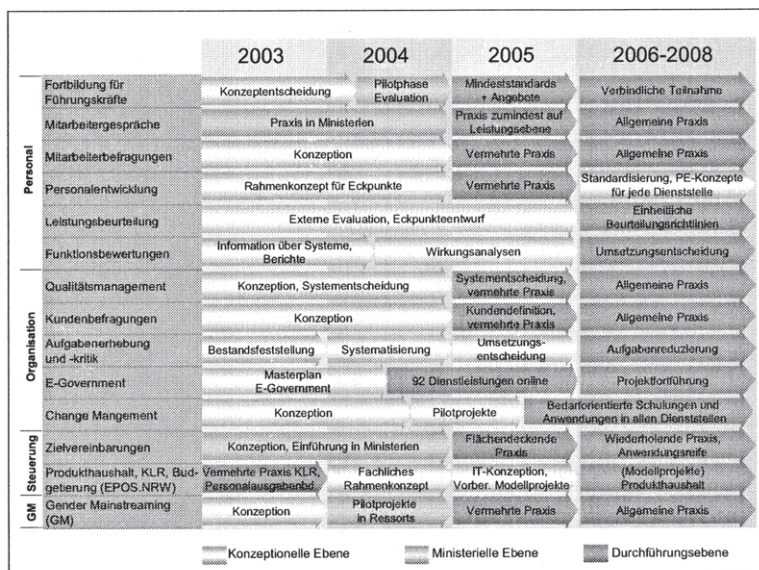 2003 2004 2005 2006-2008
Personal
Fortbildung für
Führungskräfte
Konzeptentscheidung
Pilotphase
Evaluation
Mindeststandards
+ Angebote
Verbindliche Teilnahme
Mitarbeitergespräche
Praxis in Ministerien
Praxis zumindest auf
Leistungsebene
Allgemeine Praxis
Mitarbeiterbefragungen
Konzeption
Vermehrte Praxis
Allgemeine Praxis
Personalentwicklung
Rahmenkonzept für Eckpunkte
Vermehrte Praxis
Standardisierung, PE-Konzepte
für jede Dienststelle
Leistungsbeurteilung
Externe Evaluation, Eckpunkteentwurf
Einheitliche
Beurteilungsrichtlinien
Funktionsbewertungen
Information über Systeme,
Berichte
Wirkungsanalysen
Umsetzungsentscheidung
Organisation
Qualitätsmanagement
Konzeption, Systementscheidung
Systementscheidung,
vermehrte Praxis
Allgemeine Praxis
Kundenbefragungen
Konzeption
Kundendefinition,
vermehrte Praxis
Allgemeine Praxis
Aufgabenerhebung
und -kritik
Bestandsfeststellung
Systematisierung
Umsetzungs-
entscheidung
Aufgabenreduzierung
E-Government
Masterplan
E-Government
92 Dienstleistungen online
Projektfortführung
Change Mangement
Konzeption
Pilotprojekte
Bedarforientierte Schulungen und
Anwendungen in allen Dienststellen
Steuerung
Zielvereinbarungen
Konzeption, Einführung in Ministerien
Flächendeckende
Praxis
Wiederholende Praxis,
Anwendungsreife
Produkthaushalt, KLR, Bud-
getierung (EPOS.NRW)
Vermehrte Praxis KLR,
Personalausgabenbd.
Fachliches
Rahmenkonzept
IT-Konzeption,
Vorber. Modellprojekte
(Modellprojekte)
Produkthaushalt
GM
Gender Mainstreaming
(GM)
Konzeption
Pilotprojekte
in Ressorts
Vermehrte Praxis
Allgemeine Praxis
Konzeptionelle Ebene
Ministerielle Ebene
Durchführungsebene